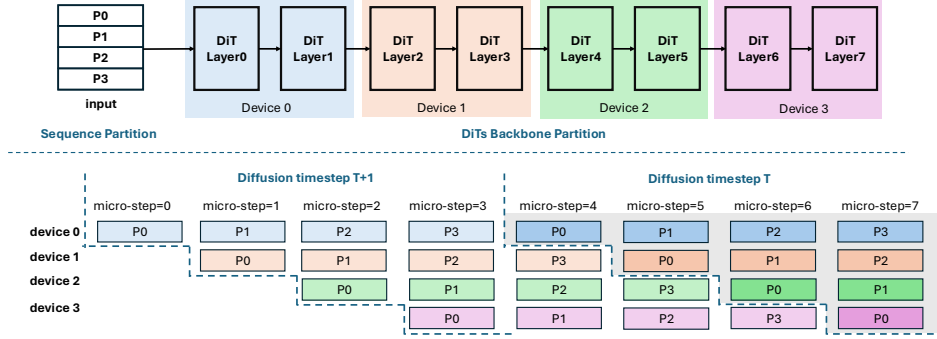 P0
P1
P2
P3
input
DiT Layer0
DiT Layer1
DiT Layer2
DiT Layer3
DiT Layer4
DiT Layer5
DiT Layer6
DiT Layer7
Device 0
Device 1
Device 2
Device 3
Sequence Partition
DiTs Backbone Partition
Diffusion timestep T+1
Diffusion timestep T
micro-step=0 micro-step=1 micro-step=2 micro-step=3 micro-step=4 micro-step=5 micro-step=6 micro-step=7
device 0 P0 P1 P2 P3 P0 P1 P2 P3
device 1 P0 P1 P2 P3 P0 P1 P2
device 2 P0 P1 P2 P3 P0 P1
device 3 P0 P1 P2 P3 P0